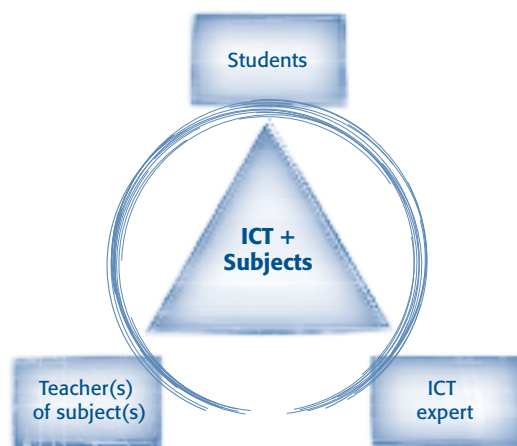 Students
ICT +
Subjects
Teacher(s)
of subject(s)
ICT
expert